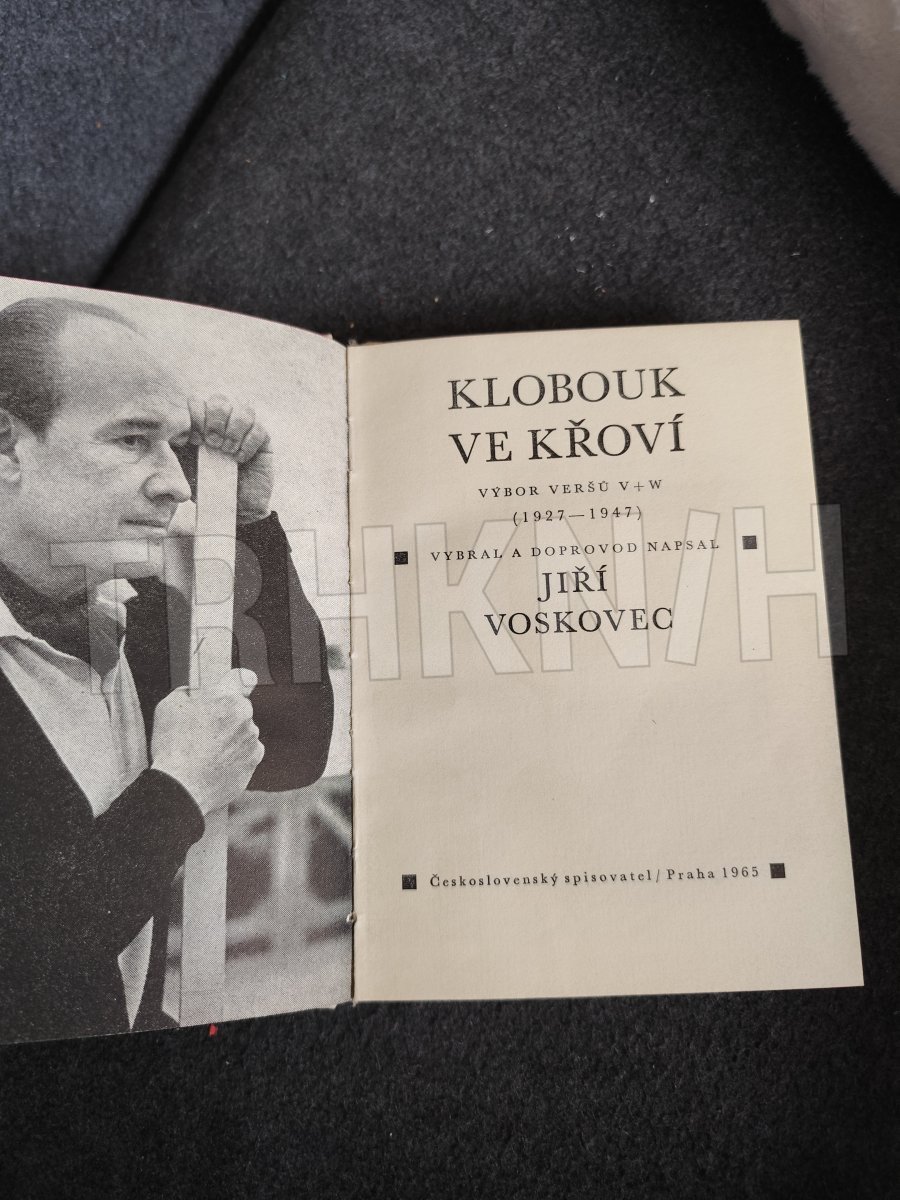 KLOBOUK
VE KŘOVÍ
VÝBOR VERŠŮ V+W
(1927—1947)
VYBRAL A DOPROVOD NAPSAL
JIŘÍ
VOSKOVEC
Československý spisovatel/Praha 1965
TRHKNIH